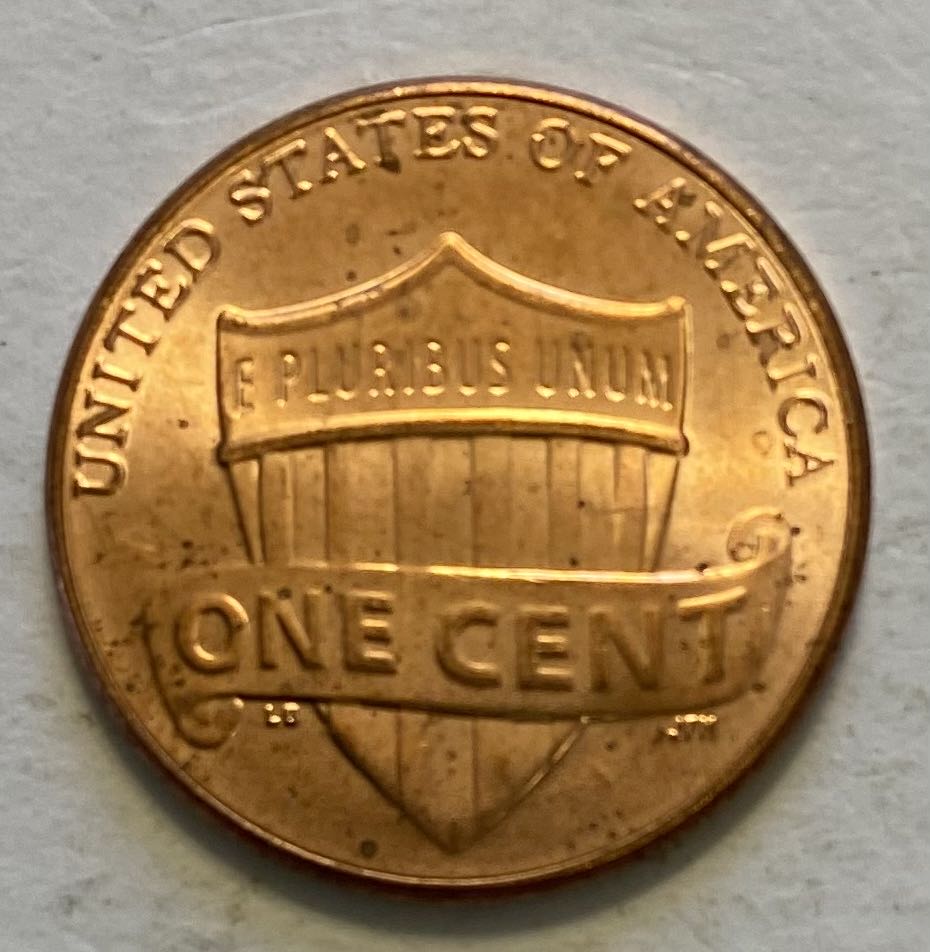 UNITED STATES OF AMERICA
E PLURIBUS UNUM
ONE CENT